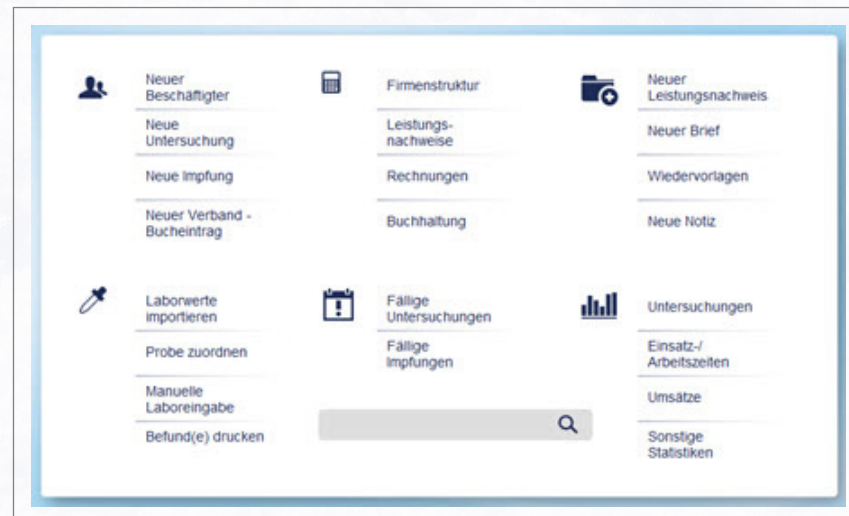 Neuer
Beschäftigter
Neue
Untersuchung
Neue Impfung
Neuer Verband -
Bucheintrag
Firmenstruktur
Leistungs-
nachweise
Rechnungen
Buchhaltung
Neuer
Leistungsnachweis
Neuer Brief
Wiedervorlagen
Neue Notiz
Laborwerte
importieren
Probe zuordnen
Manuelle
Laboreingabe
Befund(e) drucken
Fällige
Untersuchungen
Fällige
Impfungen
Untersuchungen
Einsatz-/
Arbeitszeiten
Umsätze
Sonstige
Statistiken